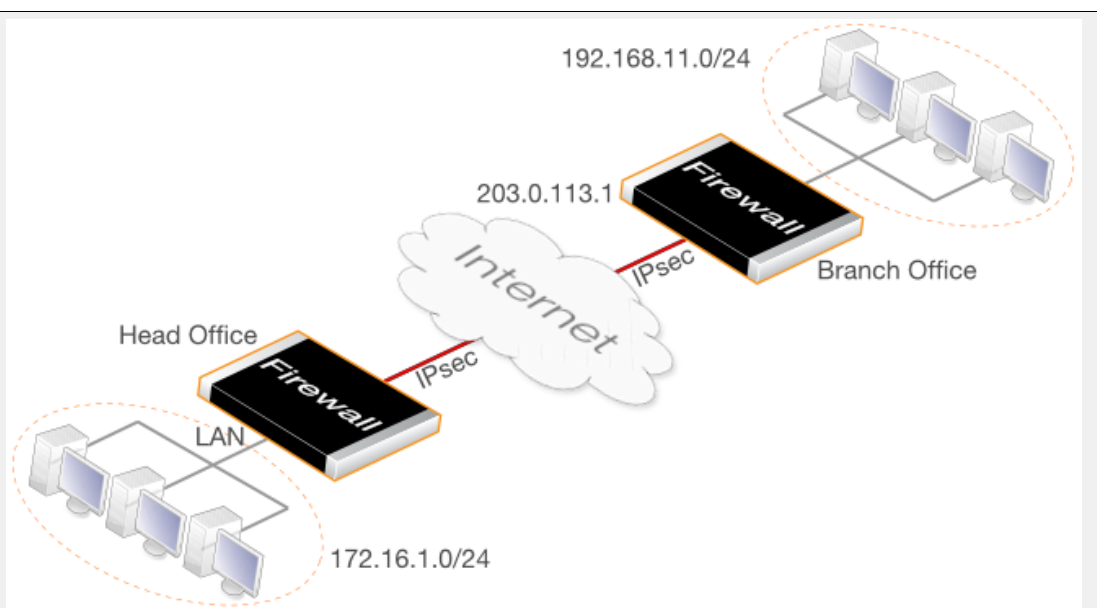 192.168.11.0/24
Firewall
203.0.113.1
Internet
IPsec
Branch Office
Head Office
IPsec
Firewall
LAN
172.16.1.0/24